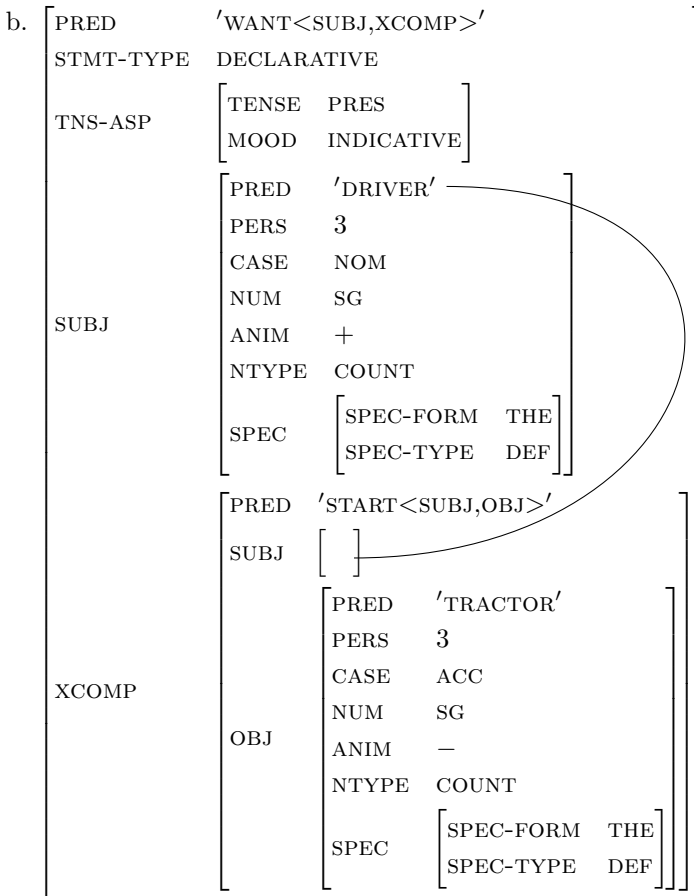 b. PRED ′WANT<SUBJ,XCOMP>′
STMT-TYPE DECLARATIVE
TNS-ASP
TENSE PRES
MOOD INDICATIVE
SUBJ
PRED ′DRIVER′
PERS 3
CASE NOM
NUM SG
ANIM +
NTYPE COUNT
SPEC
SPEC-FORM THE
SPEC-TYPE DEF
XCOMP
PRED ′START<SUBJ,OBJ>′
SUBJ [ ]
OBJ
PRED ′TRACTOR′
PERS 3
CASE ACC
NUM SG
ANIM −
NTYPE COUNT
SPEC
SPEC-FORM THE
SPEC-TYPE DEF